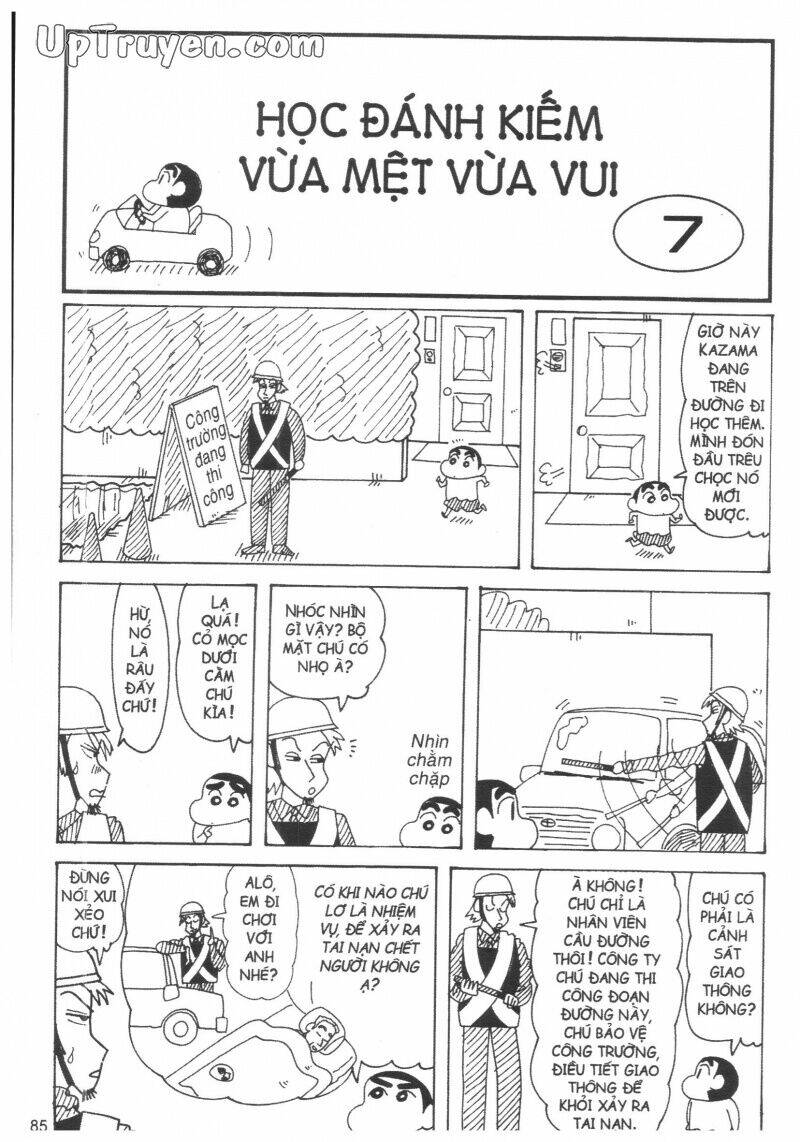 UpTruyen.com
HỌC ĐÁNH KIẾM
VỪA MỆT VỪA VUI
7
GIỜ NÀY
KAZAMA
ĐANG
TRÊN
ĐƯỜNG ĐI
HỌC THÊM.
MÌNH ĐÓN
ĐẦU TRÊU
CHỌC NÓ
MỚI
ĐƯỢC.
Công
trường
đang
thi
công
Nhìn
chằm
chặp
NHÓC NHÌN
GÌ VẬY? BỘ
MẶT CHÚ CÓ
NHỌ À?
LẠ
QUÁ!
CỎ MỌC
DƯỚI
CẰM
CHÚ
KÌA!
HỪ,
NÓ
LÀ
RÂU
ĐẤY
CHỨ!
CHÚ CÓ
PHẢI LÀ
CẢNH
SÁT
GIAO
THÔNG
KHÔNG?
À KHÔNG!
CHÚ CHỈ LÀ
NHÂN VIÊN
CẦU ĐƯỜNG
THÔI! CÔNG TY
CHÚ ĐANG THI
CÔNG ĐOẠN
ĐƯỜNG NÀY,
CHÚ BẢO VỆ
CÔNG TRƯỜNG,
ĐIỀU TIẾT GIAO
THÔNG ĐỂ
KHỎI XẢY RA
TAI NẠN.
CÓ KHI NÀO CHÚ
LƠ LÀ NHIỆM
VỤ, ĐỂ XẢY RA
TAI NẠN CHẾT
NGƯỜI KHÔNG
Ạ?
ALÔ,
EM ĐI
CHƠI
VỚI
ANH
NHÉ?
ĐỪNG
NÓI XUI
XẺO
CHỨ!
85